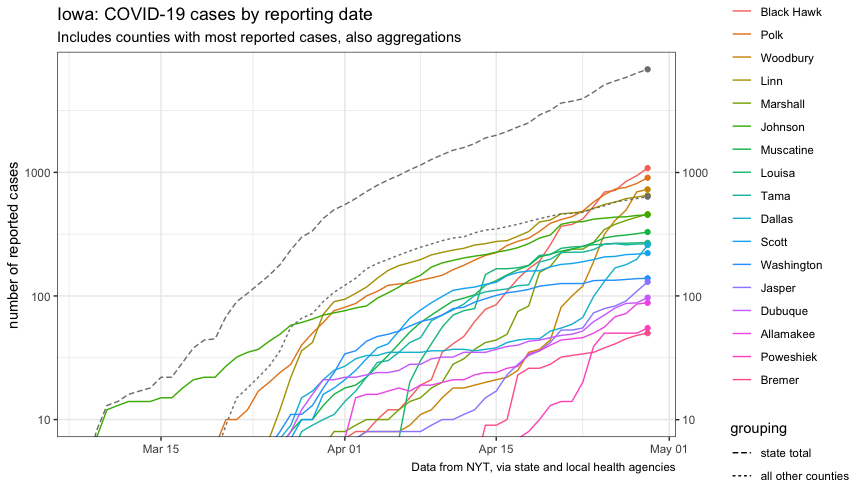 Iowa: COVID-19 cases by reporting date
Includes counties with most reported cases, also aggregations
number of reported cases
1000
100
10
1000
100
10
Mar 15
Apr 01
Apr 15
May 01
Data from NYT, via state and local health agencies
Black Hawk
Polk
Woodbury
Linn
Marshall
Johnson
Muscatine
Louisa
Tama
Dallas
Scott
Washington
Jasper
Dubuque
Allamakee
Poweshiek
Bremer
grouping
state total
all other counties